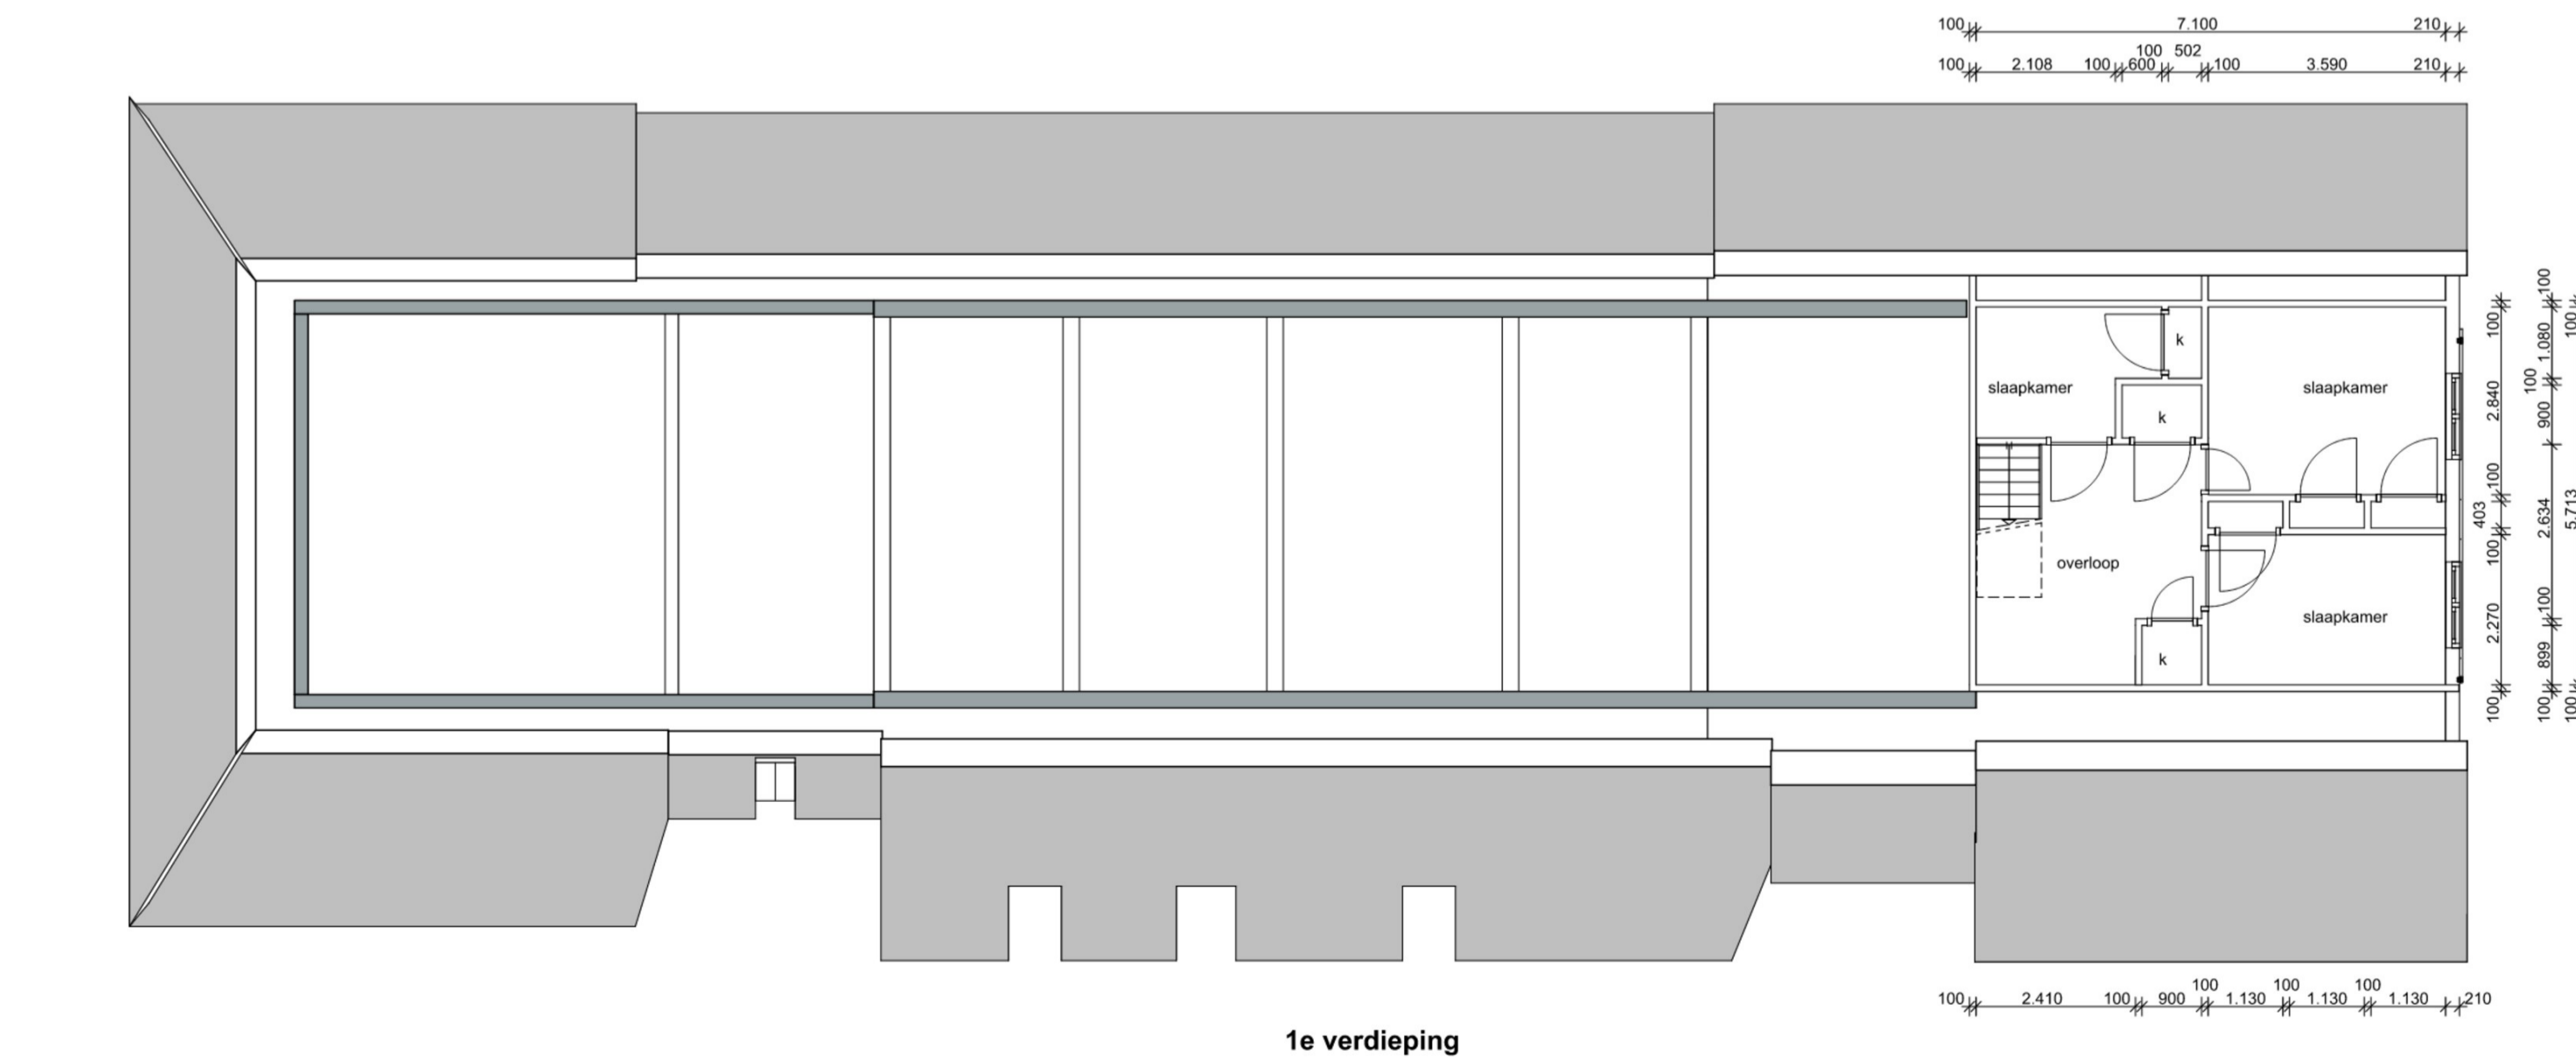 100 7.100 210
100 502
100 2.108 100 600 100 3.590 210
k
slaapkamer slaapkamer
k
overloop
slaapkamer
k
100 2.840 100 403 100 2.270 100
100 1.080 100 900 2.634 100 899 100
100 5.713 100
100 100 100
100 2.410 100 900 1.130 1.130 1.130 210
1e verdieping